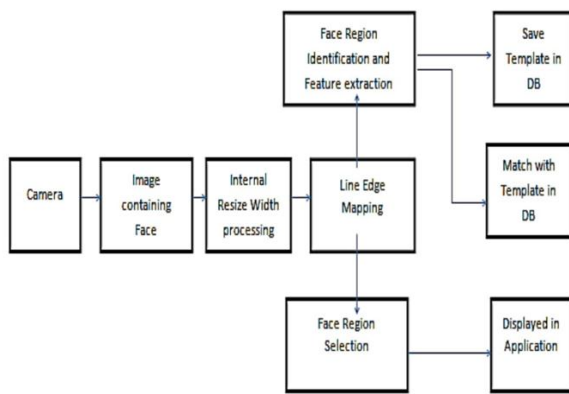 Face Region
Identification and
Feature extraction
Save
Template in
DB
Match with
Template in
DB
Camera
Image
containing
Face
Internal
Resize Width
processing
Line Edge
Mapping
Face Region
Selection
Displayed in
Application